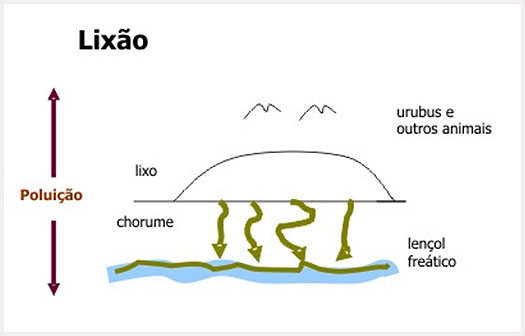 Lixão
urubus e
outros animais
lixo
Poluição
chorume
lençol
freático